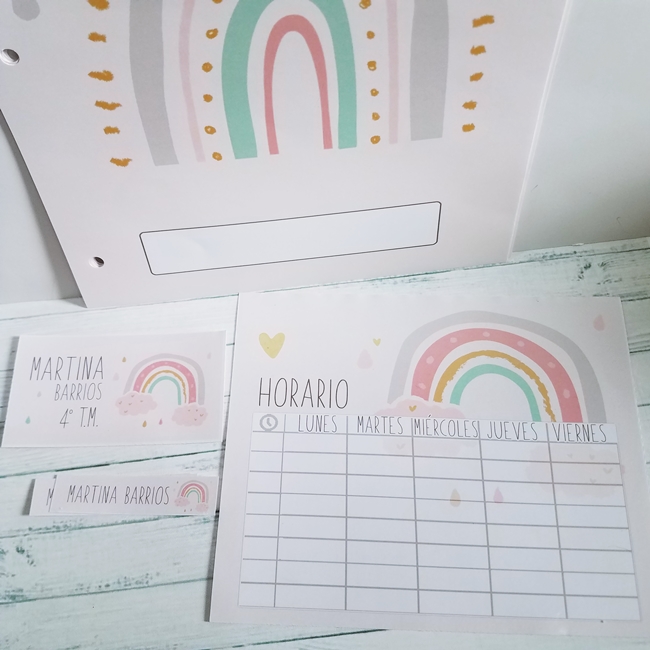 MARTINA
BARRIOS
4° T.M.
MARTINA BARRIOS
HORARIO
LUNES MARTES MIÉRCOLES JUEVES VIERNES